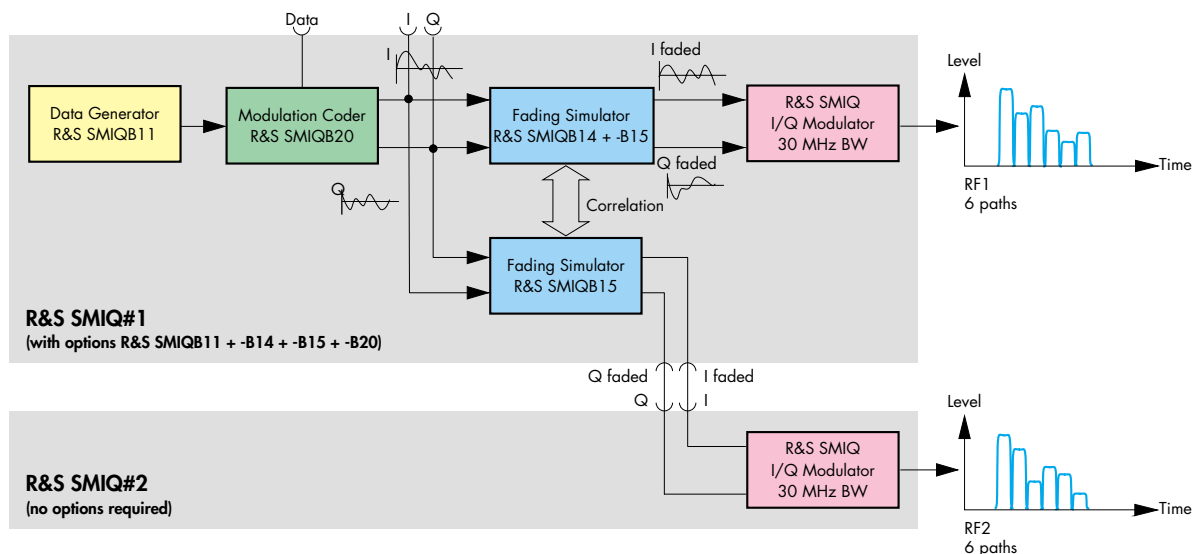 Data
I
Q
I
I faded
Level
Data Generator
R&S SMIQB11
Modulation Coder
R&S SMIQB20
Fading Simulator
R&S SMIQB14 + -B15
R&S SMIQ
I/Q Modulator
30 MHz BW
Time
RF1
6 paths
Q
Q faded
Correlation
Fading Simulator
R&S SMIQB15
R&S SMIQ#1
(with options R&S SMIQB11 + -B14 + -B15 + -B20)
Q faded
I faded
Q
I
Level
R&S SMIQ
I/Q Modulator
30 MHz BW
R&S SMIQ#2
(no options required)
Time
RF2
6 paths